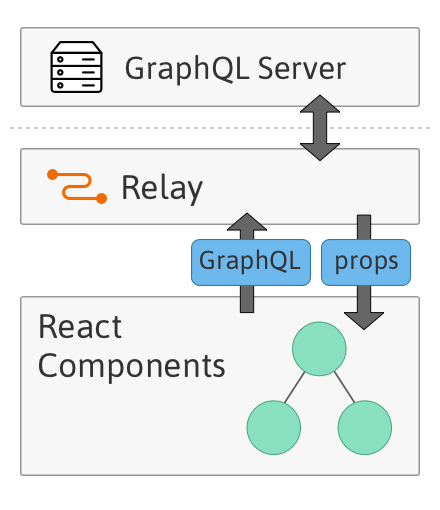 GraphQL Server
Relay
GraphQL
props
React
Components